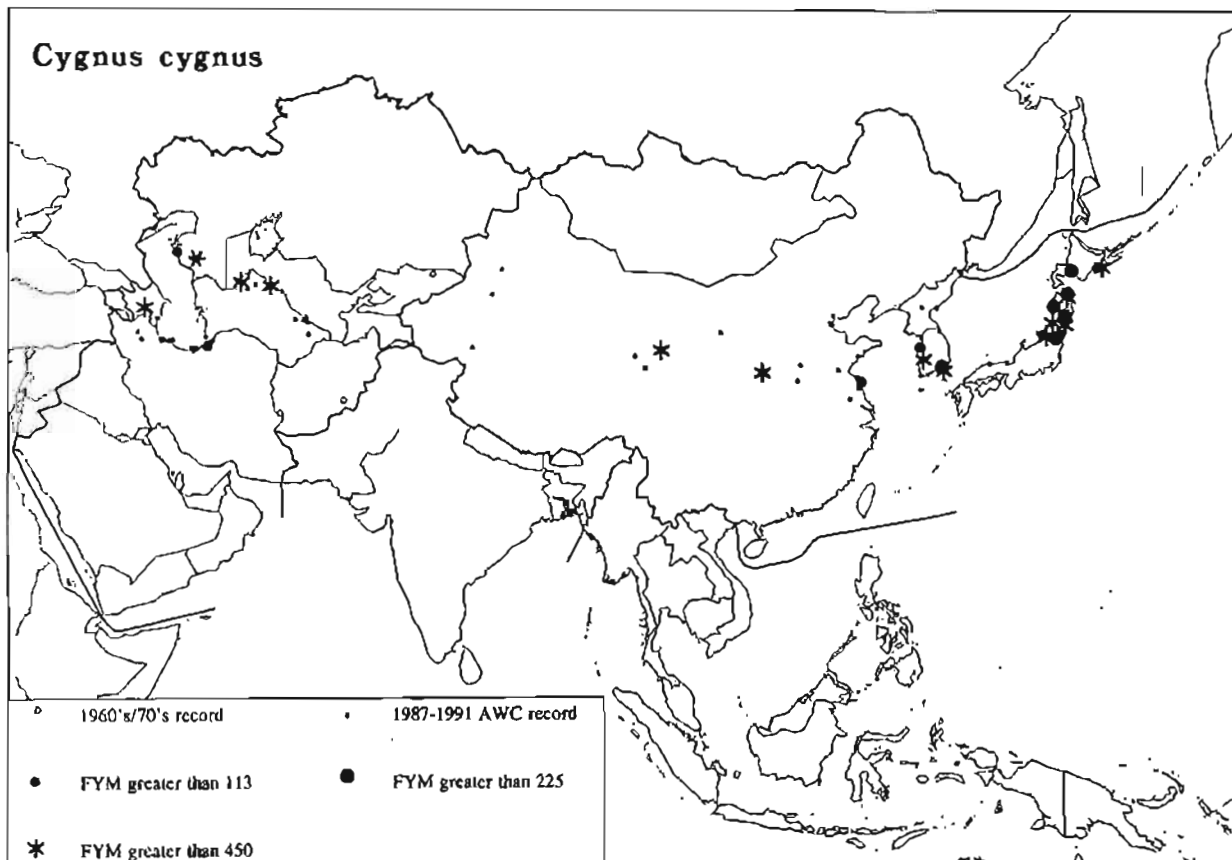 Cygnus cygnus
1960's/70's record
1987-1991 AWC record
FYM greater than 113
FYM greater than 225
FYM greater than 450